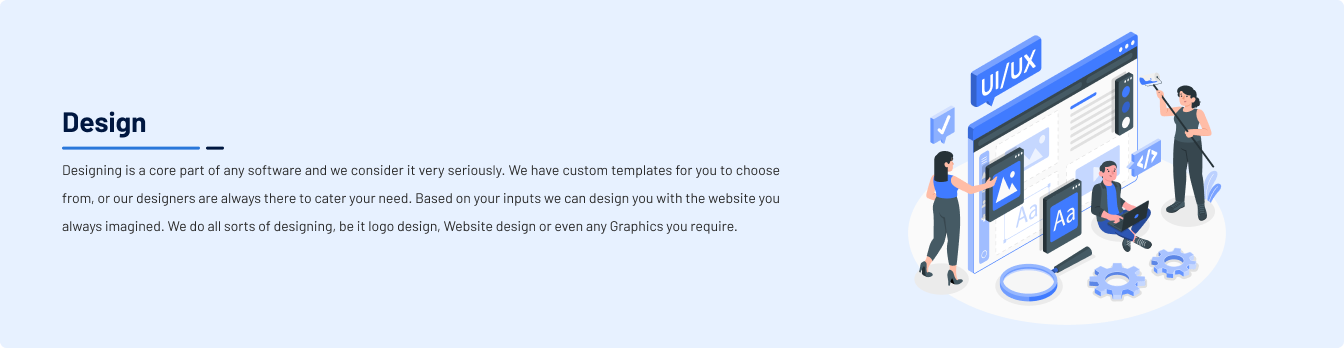 Design
Designing is a core part of any software and we consider it very seriously. We have custom templates for you to choose
from, or our designers are always there to cater your need. Based on your inputs we can design you with the website you
always imagined. We do all sorts of designing, be it logo design, Website design or even any Graphics you require.
UI/UX
</>
Aa
Aa